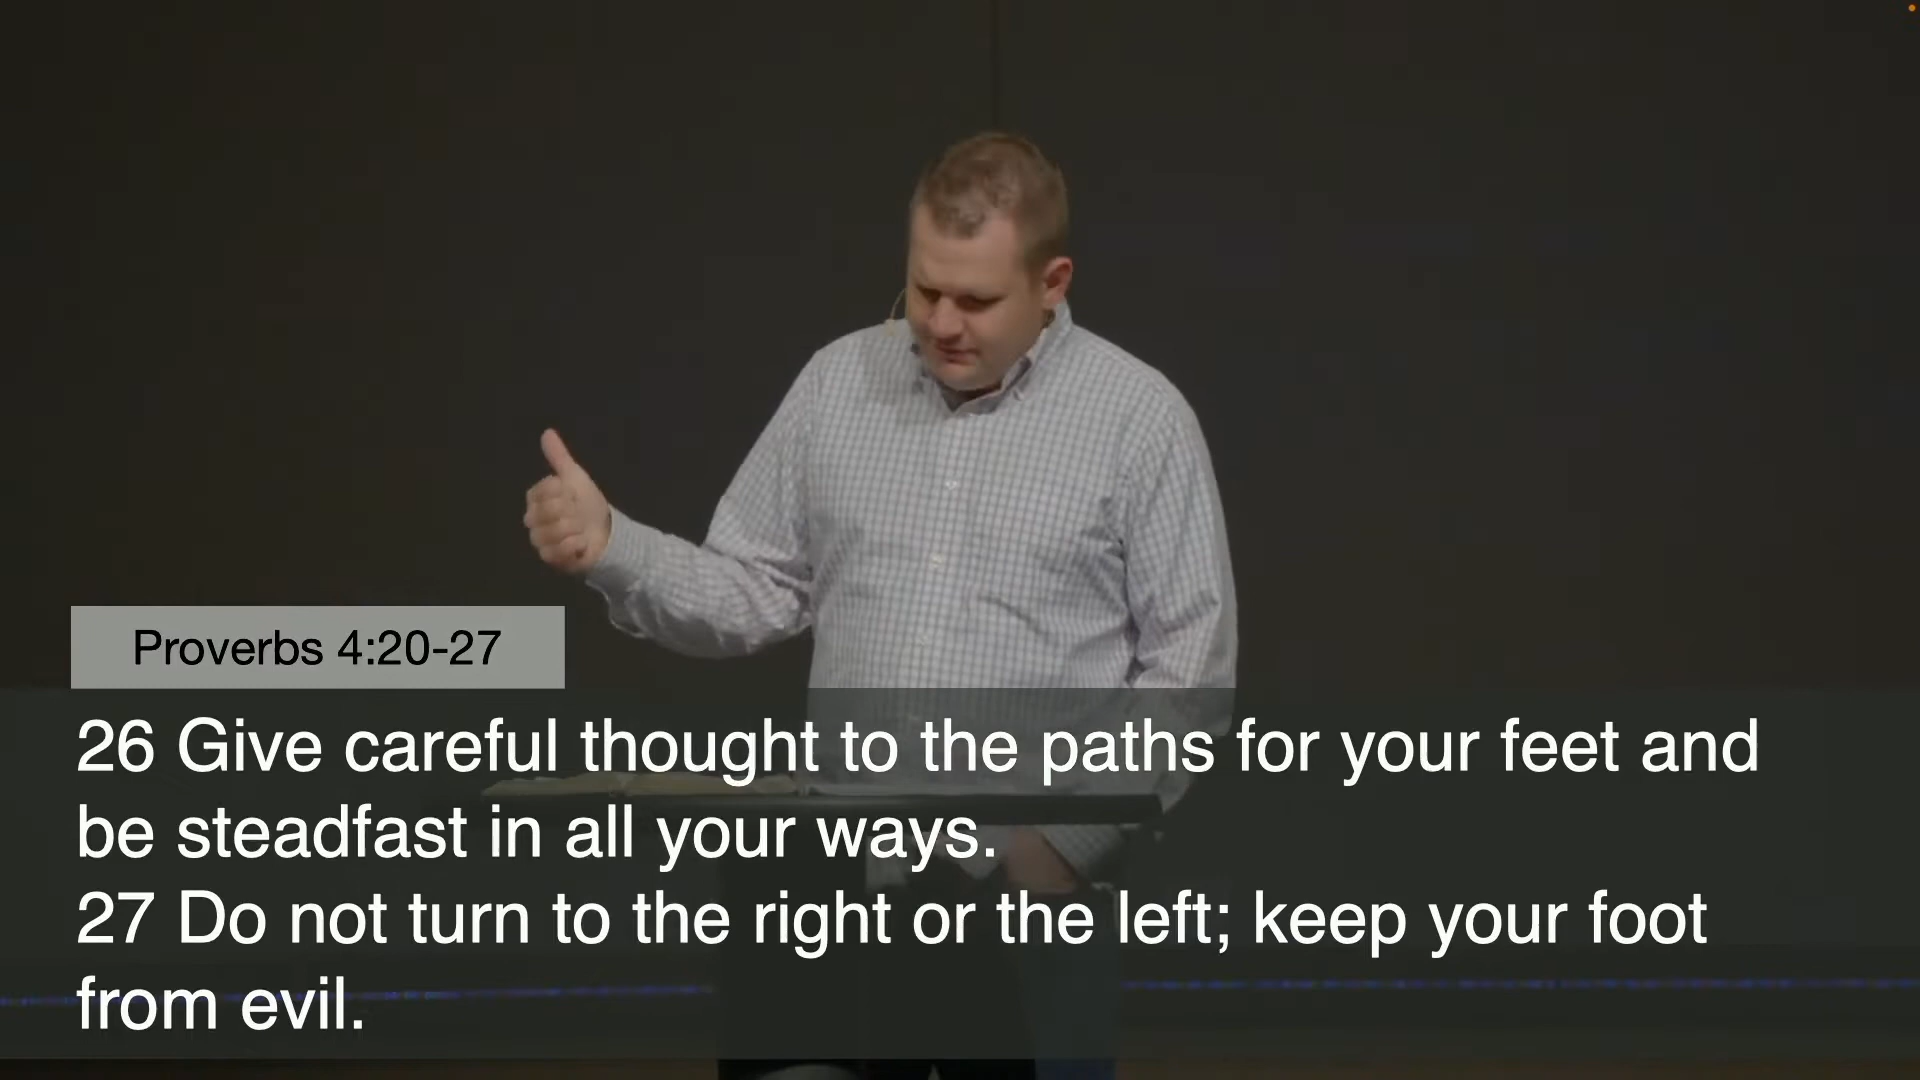 Proverbs 4:20-27
26 Give careful thought to the paths for your feet and
be steadfast in all your ways.
27 Do not turn to the right or the left; keep your foot
from evil.